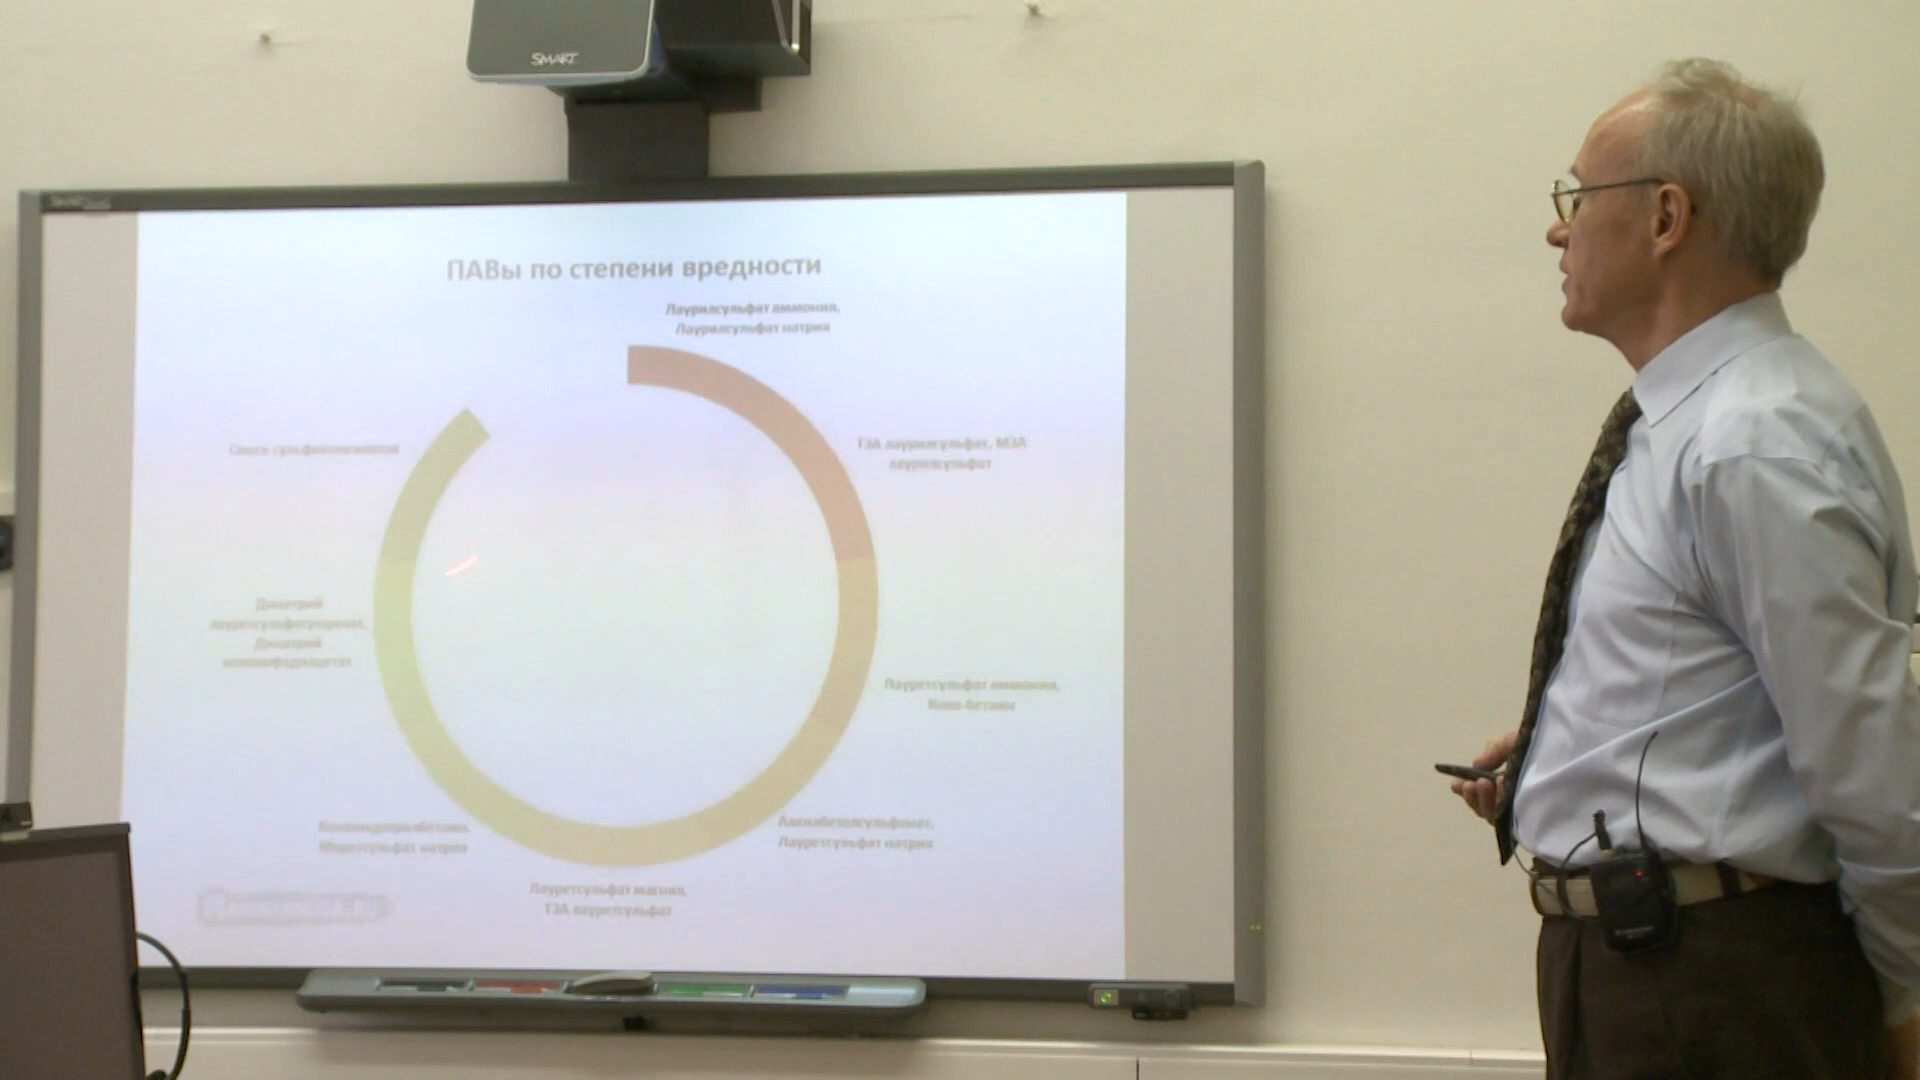 SMART
ПАВы по степени вредности
Лаурилсульфат аммония,
Лаурилсульфат натрия
ТЭА лаурилсульфат, МЭА
лаурилсульфат
Лауретсульфат аммония,
Коко-бетаин
Лауретсульфат натрия
Лауретсульфат магния,
ТЭА лауретсульфат
Миретсульфат натрия
Динатрий
Динатрий